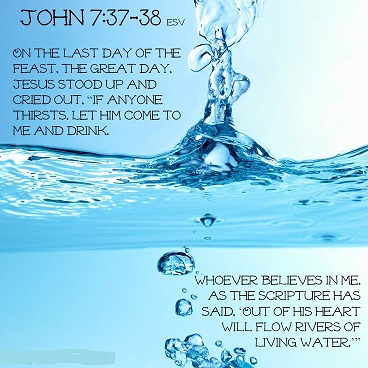 JOHN 7:37-38 ESV
ON THE LAST DAY OF THE
FEAST, THE GREAT DAY,
JESUS STOOD UP AND
CRIED OUT, “IF ANYONE
THIRSTS, LET HIM COME TO
ME AND DRINK.
WHOEVER BELIEVES IN ME,
AS THE SCRIPTURE HAS
SAID, ‘OUT OF HIS HEART
WILL FLOW RIVERS OF
LIVING WATER.’”